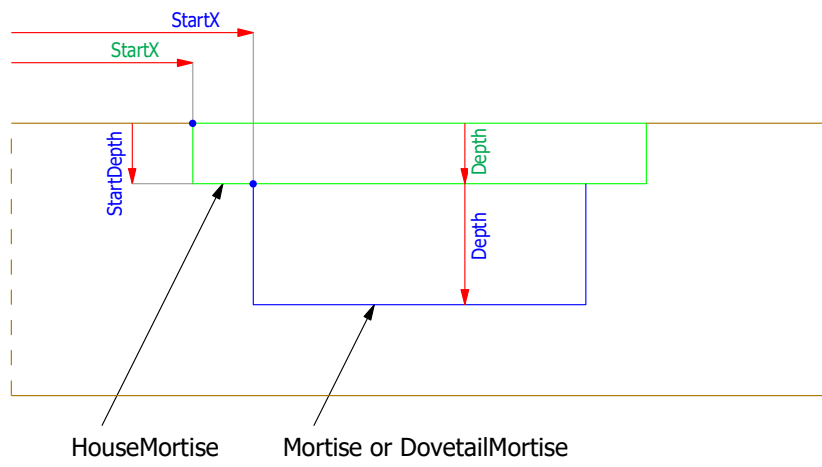 StartX
StartX
StartDepth
Depth
Depth
HouseMortise
Mortise or DovetailMortise